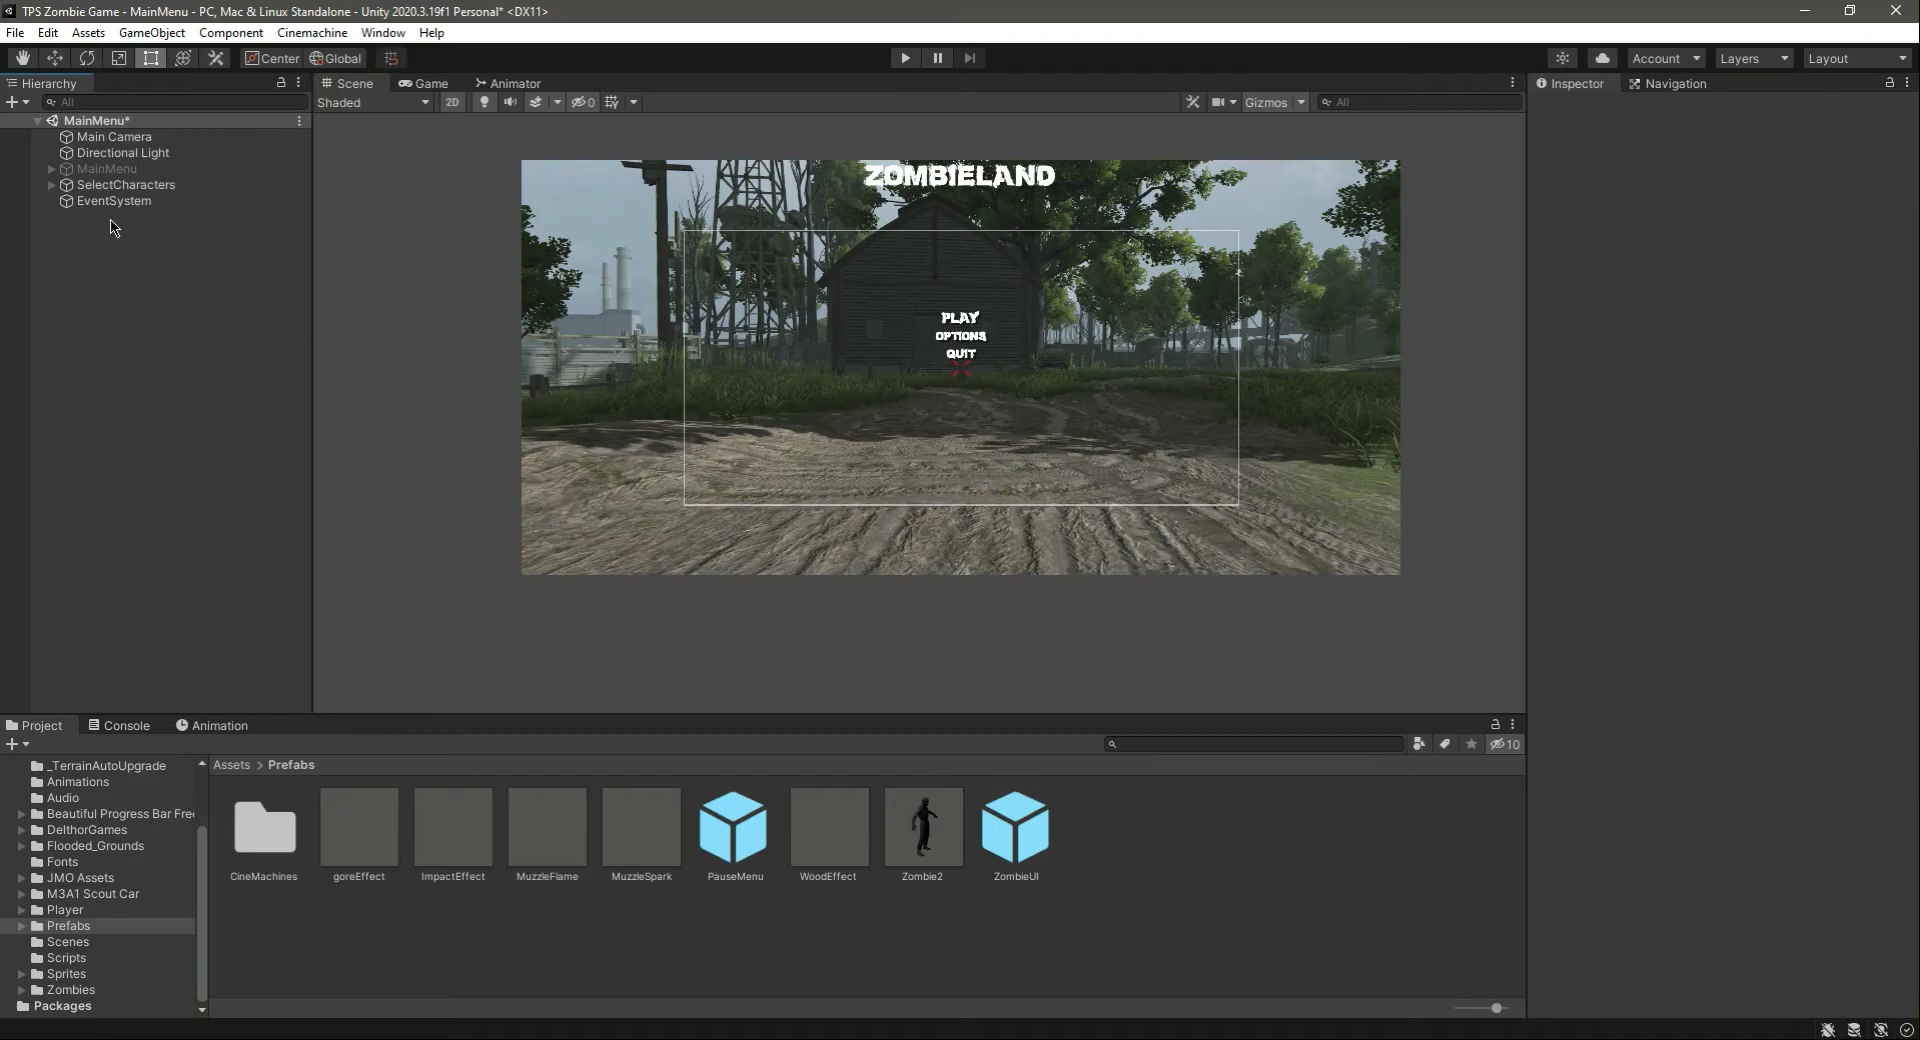 TPS Zombie Game - MainMenu - PC, Mac & Linux Standalone - Unity 2020.3.19f1 Personal* <DX11>
File Edit Assets GameObject Component Cinemachine Window Help
Center Global Account Layers Layout
Hierarchy
All
MainMenu*
Main Camera
Directional Light
MainMenu
SelectCharacters
EventSystem
Scene Game Animator
Shaded 2D 0 Gizmos All
ZOMBIELAND
PLAY
OPTIONS
QUIT
Inspector Navigation
Project Console Animation
10
_TerrainAutoUpgrade
Animations
Audio
Beautiful Progress Bar Free
DelthorGames
Flooded_Grounds
Fonts
JMO Assets
M3A1 Scout Car
Player
Prefabs
Scenes
Scripts
Sprites
Zombies
Packages
Assets > Prefabs
CineMachines goreEffect ImpactEffect MuzzleFlame MuzzleSpark PauseMenu WoodEffect Zombie2 ZombieUI